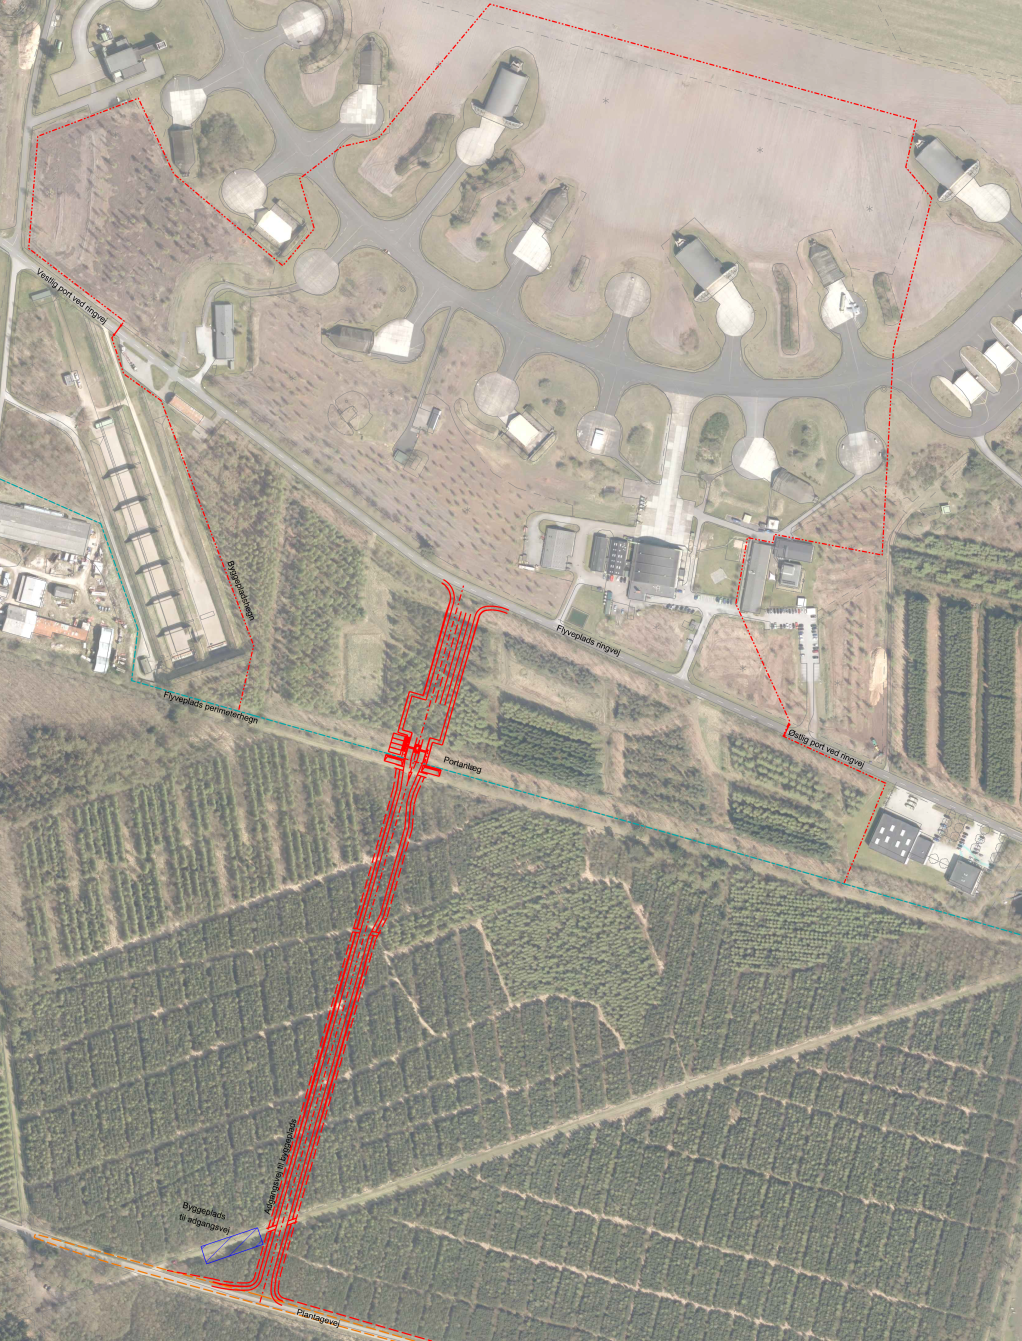 Vestlig port ved ringvej
Byggepladshegn
Flyveplads ringvej
Flyveplads perimeterhegn
Østlig port ved ringvej
Portanlæg
Adgangsvej til byggeplads
Byggeplads
til adgangsvej
Plantagevej